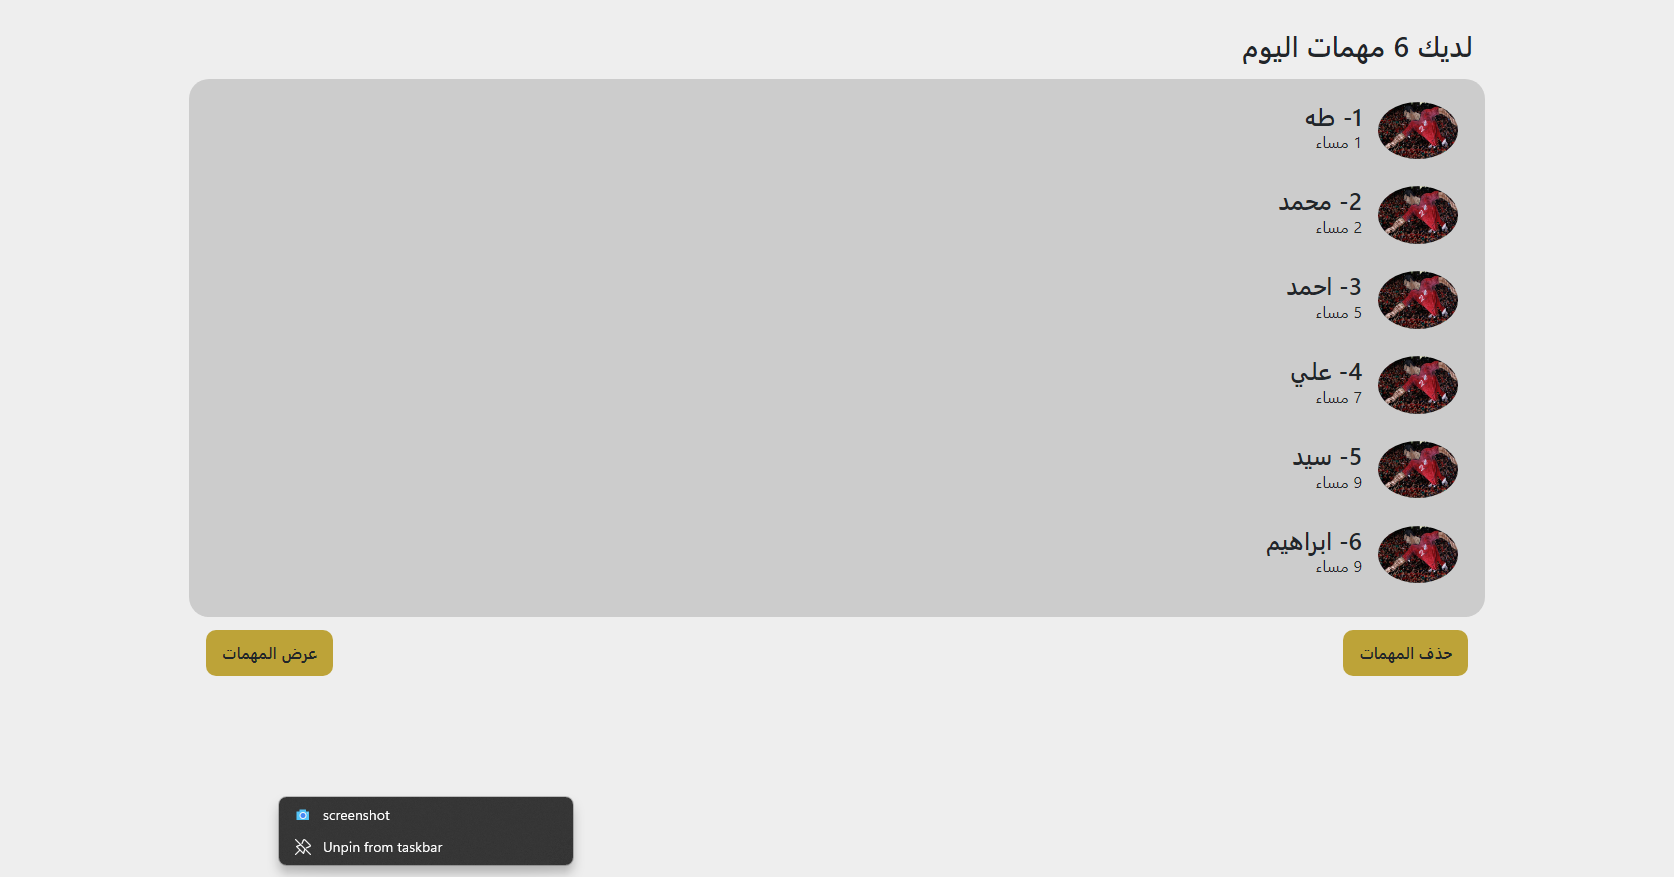 لديك 6 مهمات اليوم
1- طه
1 مساء
2- محمد
2 مساء
3- احمد
5 مساء
4- علي
7 مساء
5- سيد
9 مساء
6- ابراهيم
9 مساء
حذف المهمات
عرض المهمات
screenshot
Unpin from taskbar